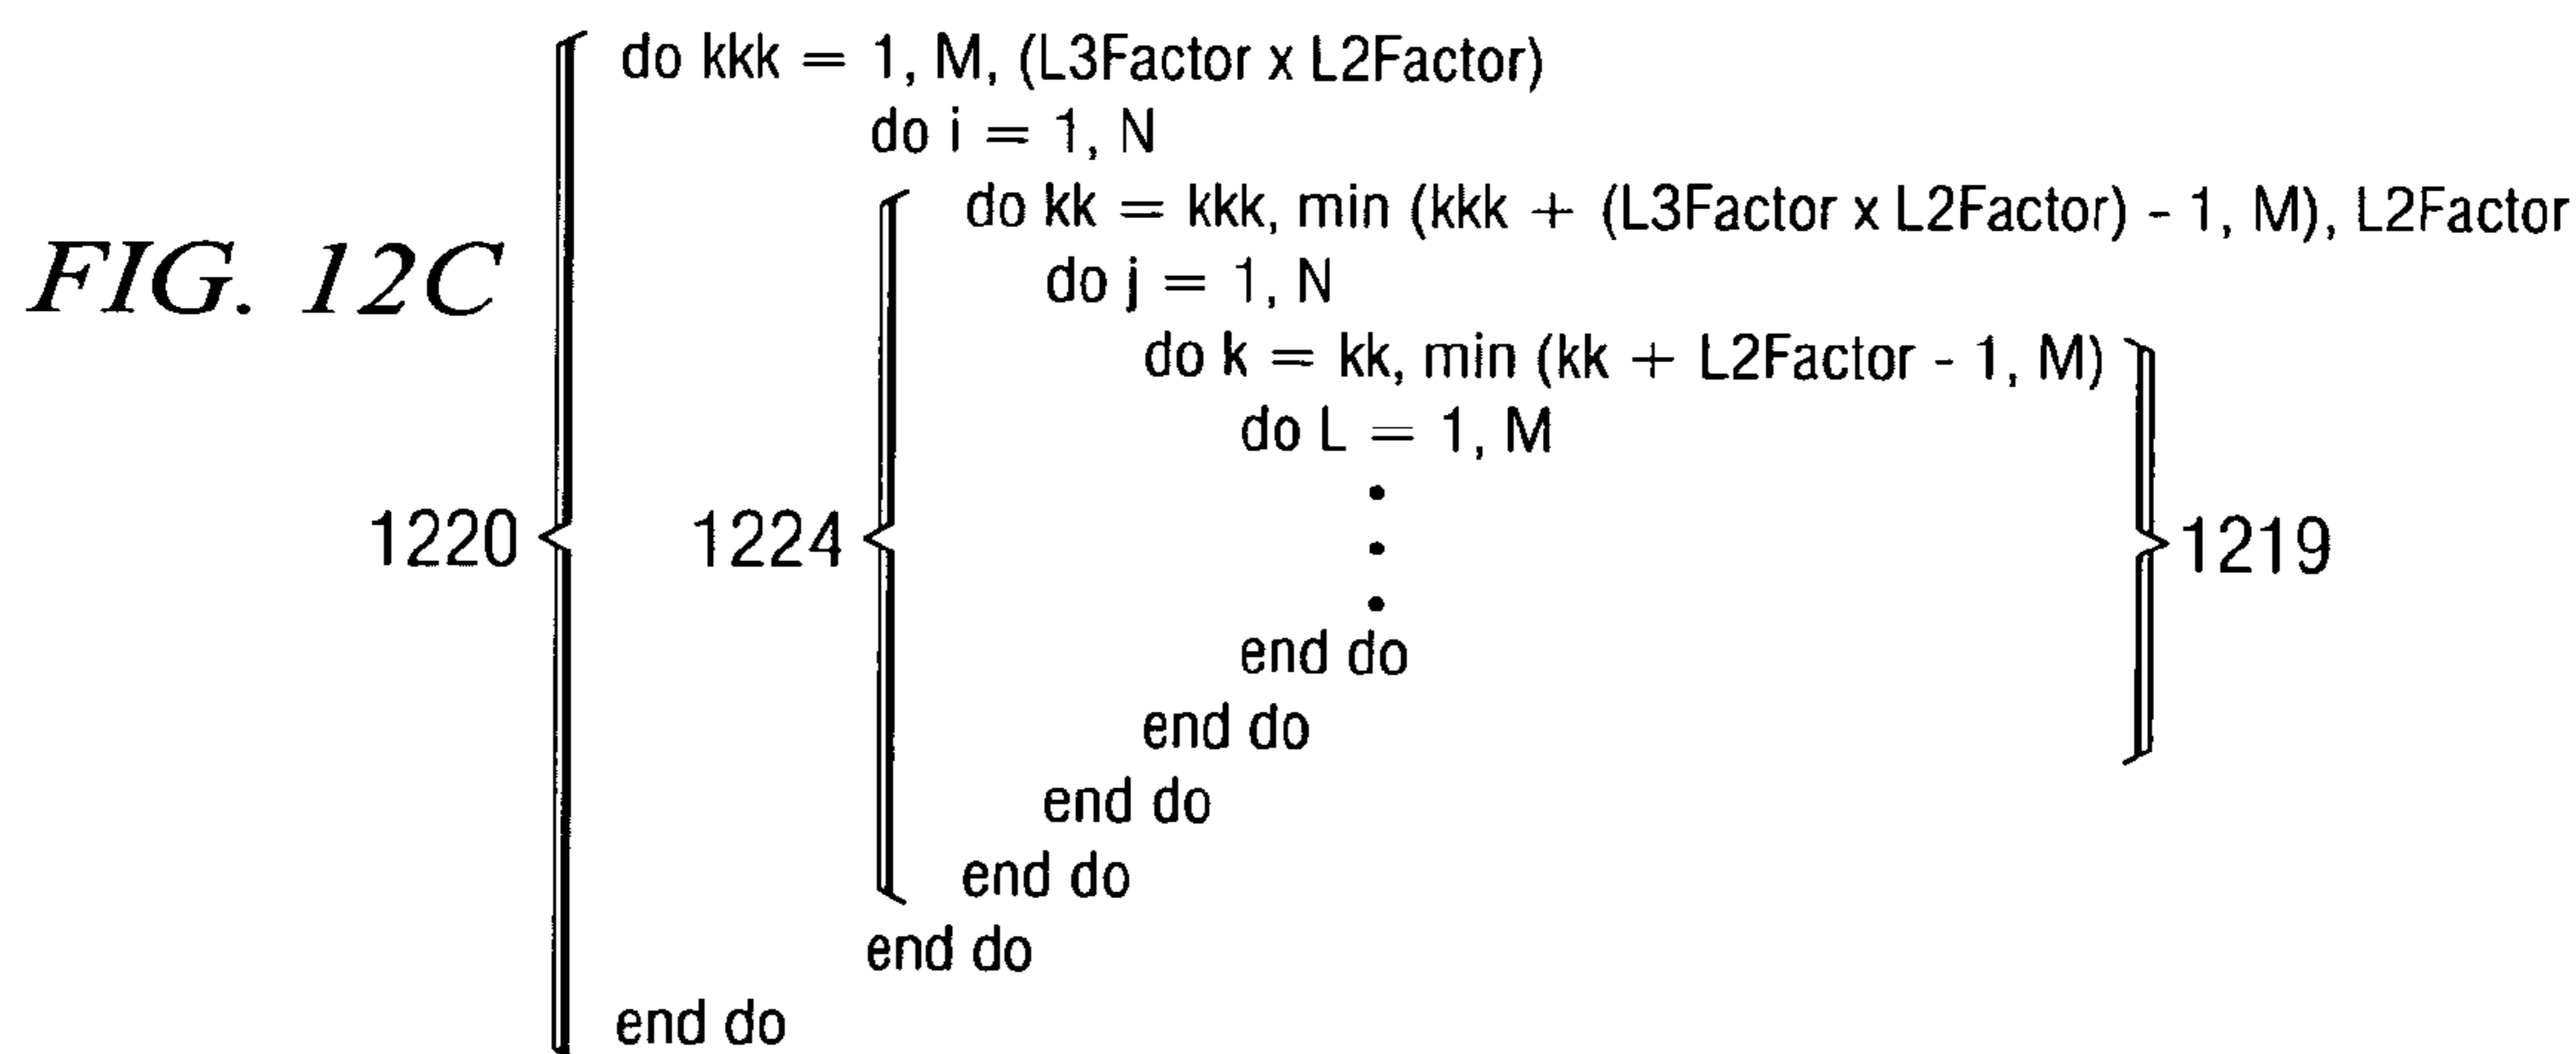 do kkk = 1, M, (L3Factor x L2Factor)
do i = 1, N
do kk = kkk, min (kkk + (L3Factor x L2Factor) - 1, M), L2Factor
FIG. 12C
do j = 1, N
do k = kk, min (kk + L2Factor - 1, M)
do L = 1, M
1220 1224 1219
end do
end do
end do
end do
end do
end do